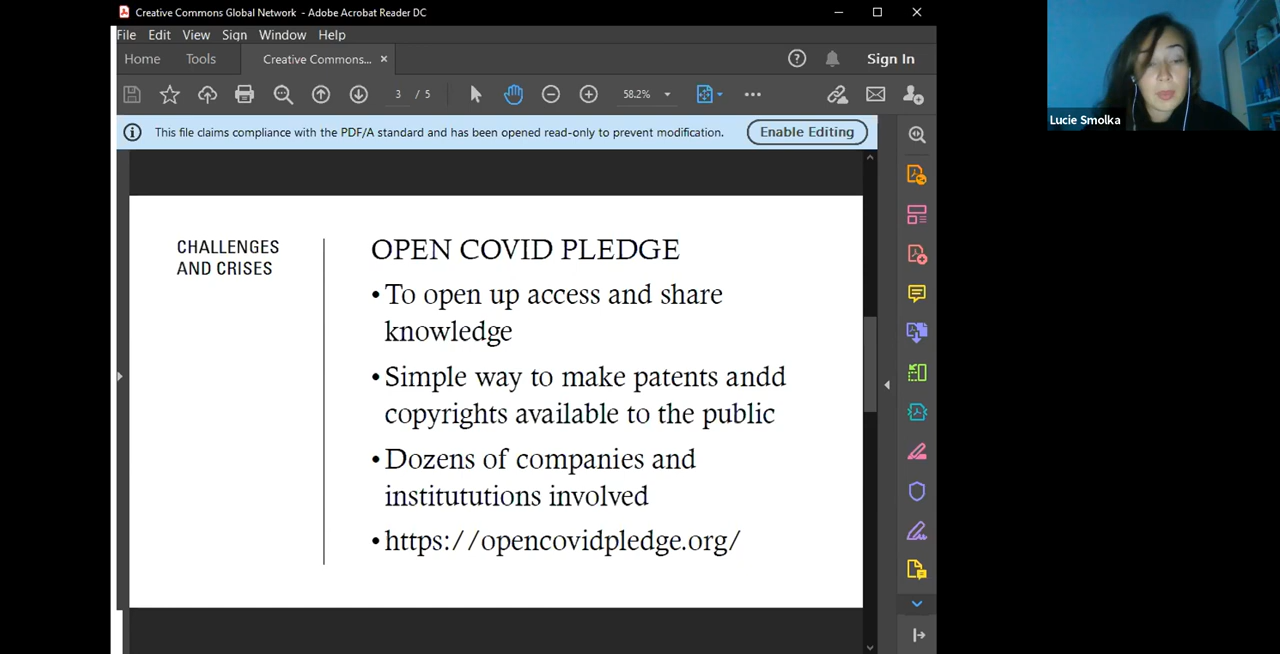 Creative Commons Global Network - Adobe Acrobat Reader DC
File Edit View Sign Window Help
Home Tools Creative Commons... × Sign In
3 / 5 58.2%
This file claims compliance with the PDF/A standard and has been opened read-only to prevent modification. Enable Editing
Lucie Smolka
CHALLENGES
AND CRISES
OPEN COVID PLEDGE
•To open up access and share
knowledge
•Simple way to make patents andd
copyrights available to the public
•Dozens of companies and
institututions involved
•https://opencovidpledge.org/